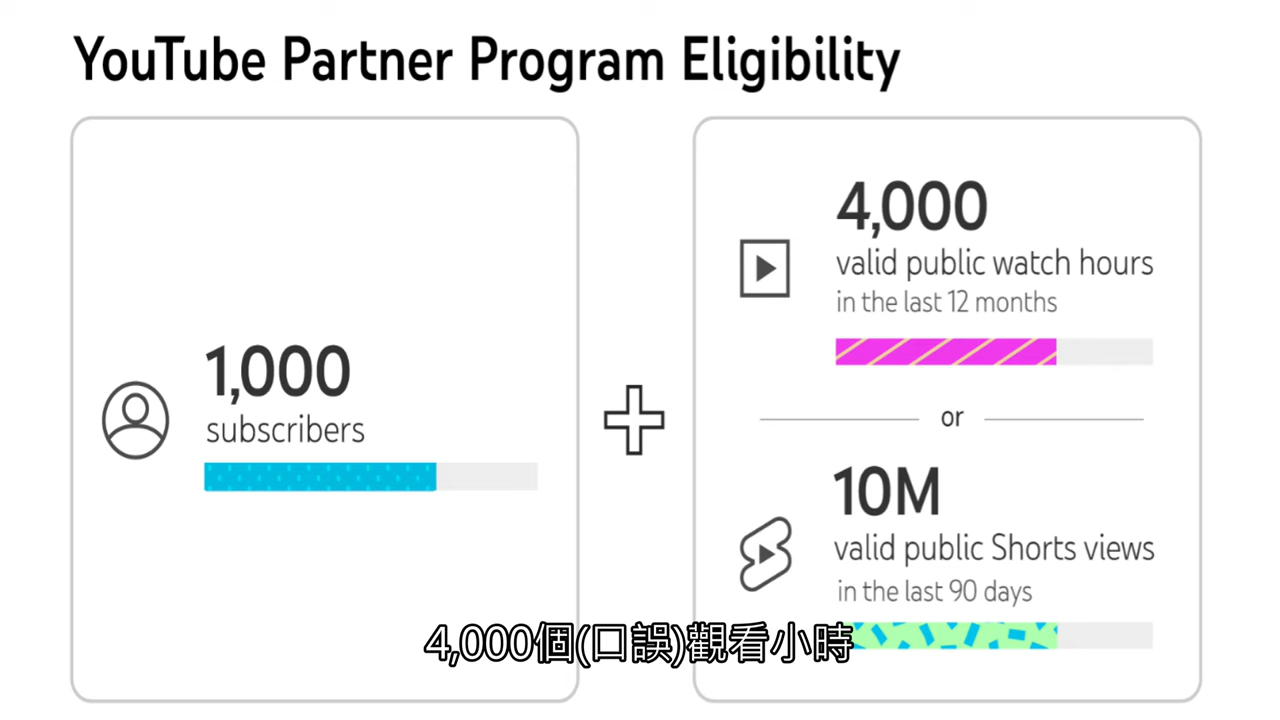 YouTube Partner Program Eligibility
1,000
subscribers
4,000
valid public watch hours
in the last 12 months
or
10M
valid public Shorts views
in the last 90 days
4,000個(口誤)觀看小時